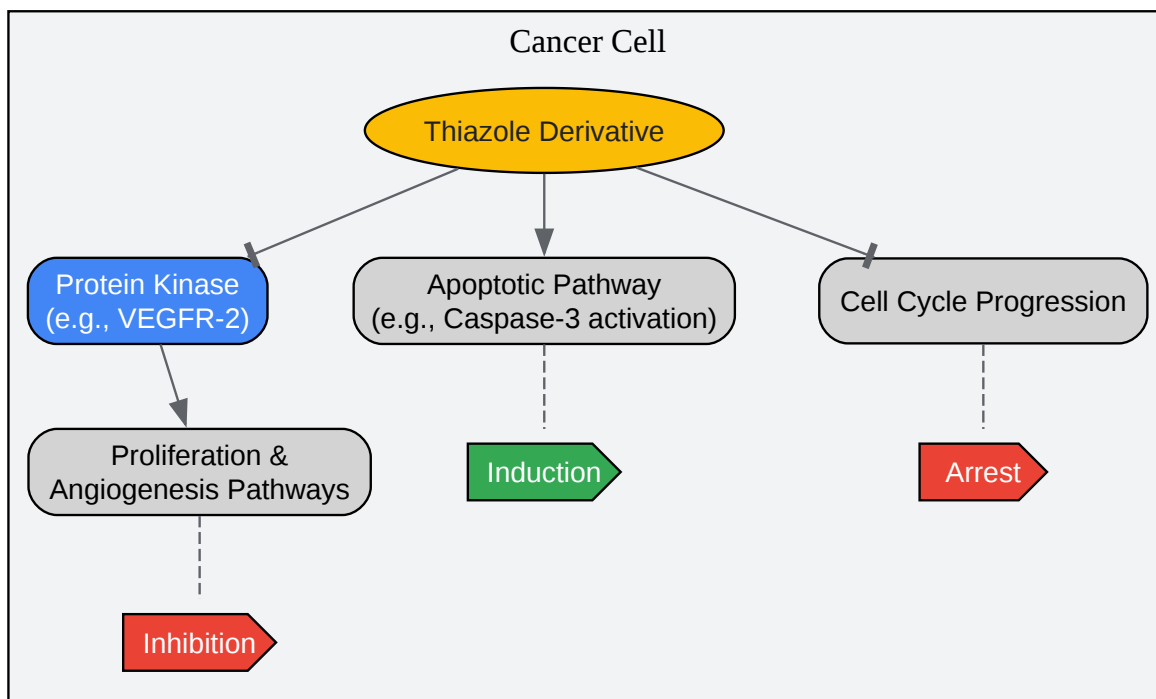 Cancer Cell
Thiazole Derivative
Protein Kinase
(e.g., VEGFR-2)
Apoptotic Pathway
(e.g., Caspase-3 activation)
Cell Cycle Progression
Proliferation &
Angiogenesis Pathways
Induction
Arrest
Inhibition